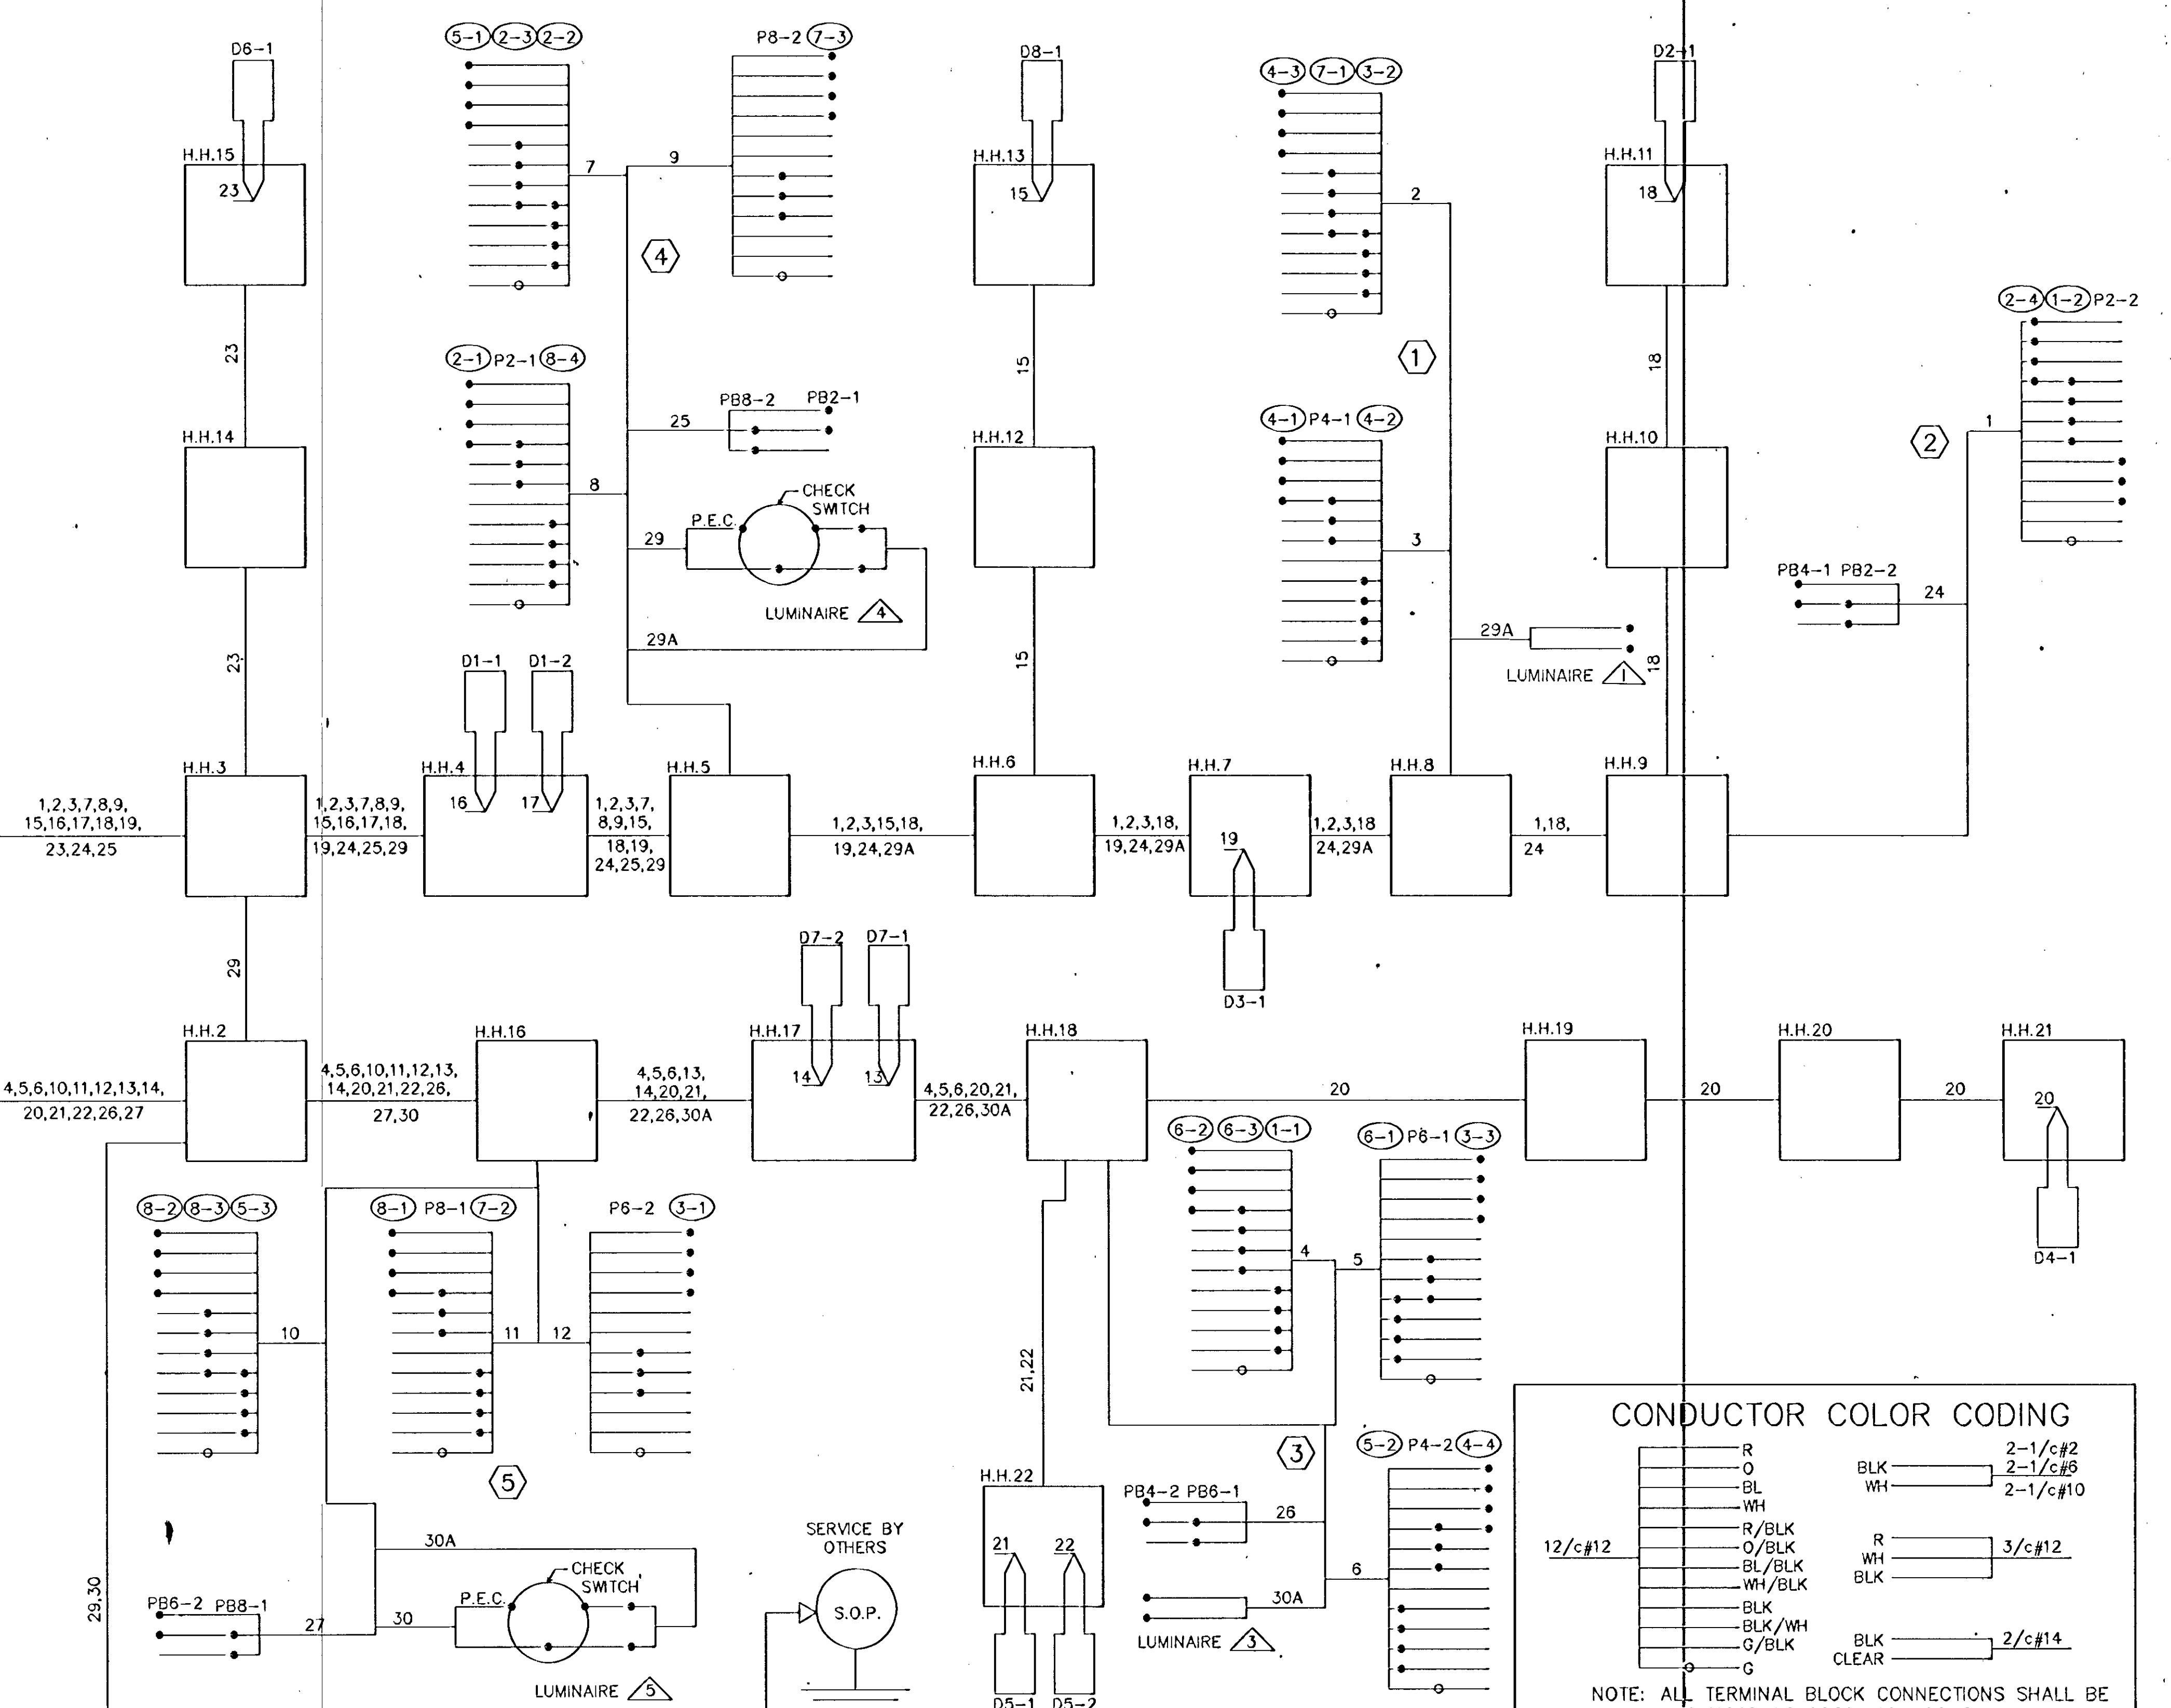 5-1 2-3 2-2
P8-2 7-3
D6-1
D8-1
4-3 7-1 3-2
D2-1
H.H.15
23
7
9
4
H.H.13
15
2
H.H.11
18
2-4 1-2 P2-2
23
2-1 P2-1 8-4
15
1
18
PB8-2 PB2-1
25
4-1 P4-1 4-2
1
2
H.H.14
H.H.12
H.H.10
8
CHECK
SWITCH
P.E.C.
29
3
PB4-1 PB2-2
24
LUMINAIRE 4
29A
29A
LUMINAIRE 1
23
15
18
D1-1 D1-2
H.H.3
H.H.4
H.H.5
H.H.6
H.H.7
H.H.8
H.H.9
16 17
1,2,3,7,8,9,
15,16,17,18,19,
23,24,25
1,2,3,7,8,9,
15,16,17,18,
19,24,25,29
1,2,3,7,
8,9,15,
18,19,
24,25,29
1,2,3,15,18,
19,24,29A
1,2,3,18,
19,24,29A
19
1,2,3,18
24,29A
1,18,
24
D3-1
29
D7-2 D7-1
H.H.2
H.H.16
H.H.17
H.H.18
H.H.19
H.H.20
H.H.21
14 13
4,5,6,10,11,12,13,14,
20,21,22,26,27
4,5,6,10,11,12,13,
14,20,21,22,26,
27,30
4,5,6,13,
14,20,21,
22,26,30A
4,5,6,20,21,
22,26,30A
20
20
20
20
D4-1
6-2 6-3 1-1
6-1 P6-1 3-3
8-2 8-3 5-3
8-1 P8-1 7-2
P6-2 3-1
4
5
10
11 12
21,22
5
3
5-2 P4-2 4-4
H.H.22
21 22
D5-1 D5-2
PB4-2 PB6-1
26
6
30A
LUMINAIRE 3
SERVICE BY
OTHERS
S.O.P.
29,30
30A
CHECK
SWITCH
P.E.C.
PB6-2 PB8-1
27
30
LUMINAIRE 5
CONDUCTOR COLOR CODING
12/c#12
R
O
BL
WH
R/BLK
O/BLK
BL/BLK
WH/BLK
BLK
BLK/WH
G/BLK
G
BLK
WH
2-1/c#2
2-1/c#6
2-1/c#10
R
WH
BLK
3/c#12
BLK
CLEAR
2/c#14
NOTE: ALL TERMINAL BLOCK CONNECTIONS SHALL BE